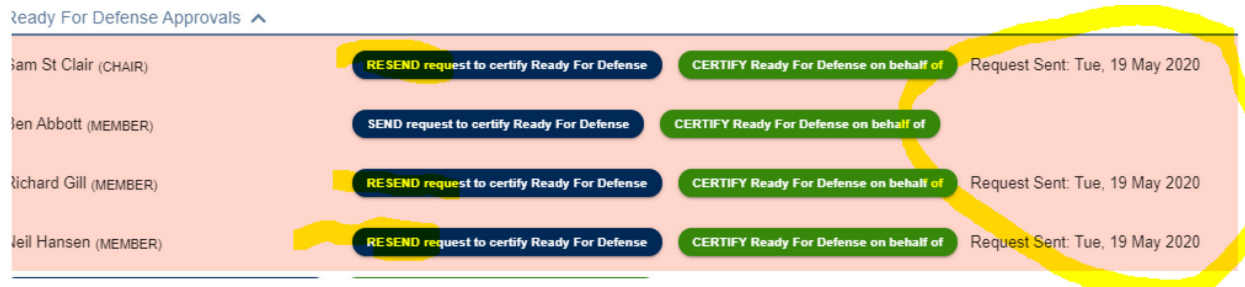 Ready For Defense Approvals
Sam St Clair (CHAIR) RESEND request to certify Ready For Defense CERTIFY Ready For Defense on behalf of Request Sent: Tue, 19 May 2020
Ben Abbott (MEMBER) SEND request to certify Ready For Defense CERTIFY Ready For Defense on behalf of
Richard Gill (MEMBER) RESEND request to certify Ready For Defense CERTIFY Ready For Defense on behalf of Request Sent: Tue, 19 May 2020
Neil Hansen (MEMBER) RESEND request to certify Ready For Defense CERTIFY Ready For Defense on behalf of Request Sent: Tue, 19 May 2020